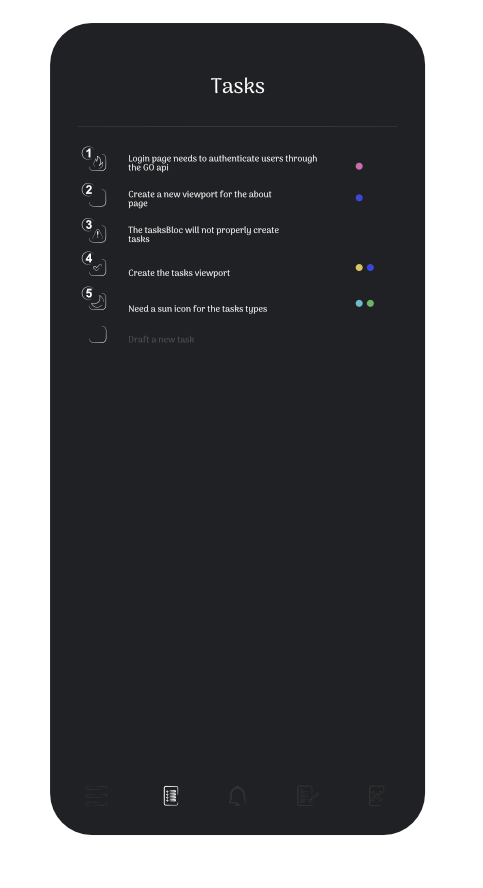 Tasks
1
Login page needs to authenticate users through
the GO api
2
Create a new viewport for the about
page
3
The tasksBloc will not properly create
tasks
4
Create the tasks viewport
5
Need a sun icon for the tasks types
Draft a new task